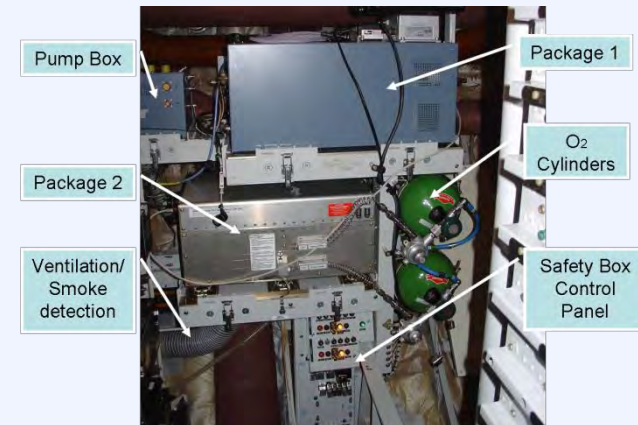 Pump Box
Package 1
O2
Cylinders
Package 2
Ventilation/
Smoke
detection
Safety Box
Control
Panel